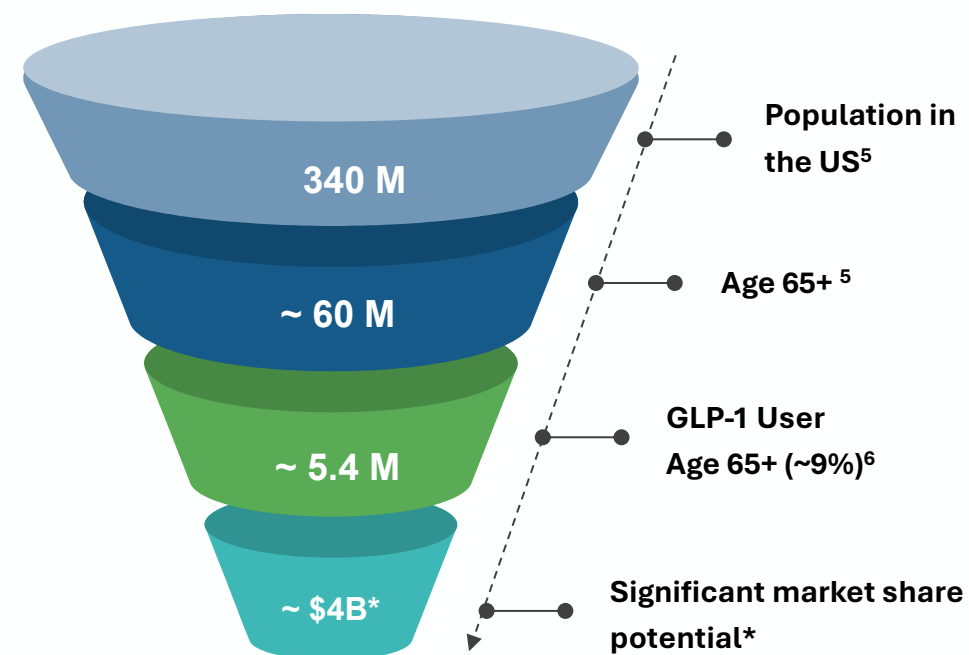 340 M
Population in
the US⁵
~ 60 M
Age 65+ ⁵
~ 5.4 M
GLP-1 User
Age 65+ (~9%)⁶
~ $4B*
Significant market share
potential*